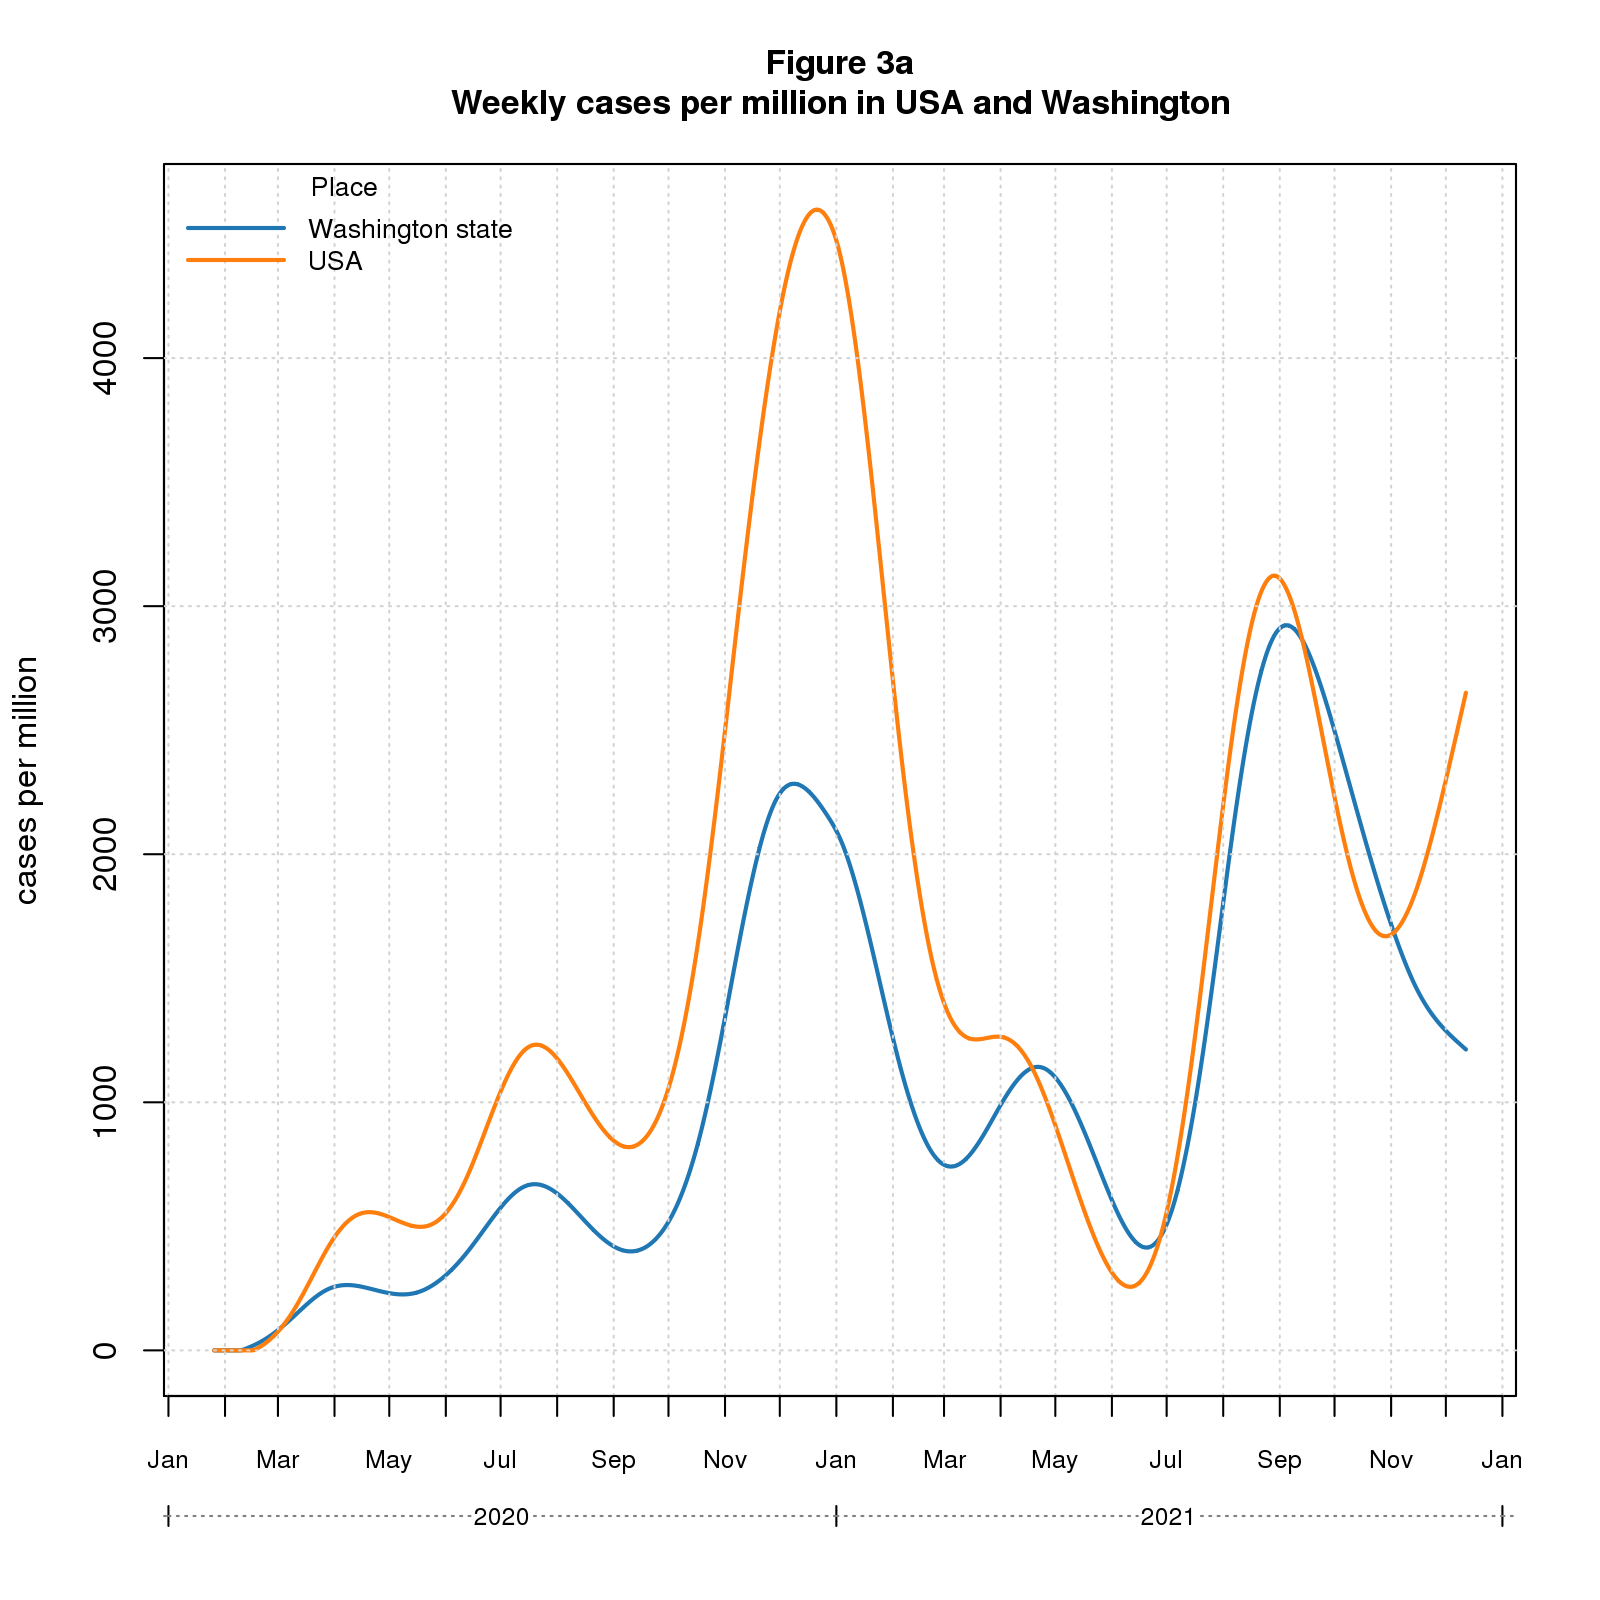 Figure 3a
Weekly cases per million in USA and Washington
Place
Washington state
USA
cases per million
4000
3000
2000
1000
0
Jan Mar May Jul Sep Nov Jan Mar May Jul Sep Nov Jan
2020 2021